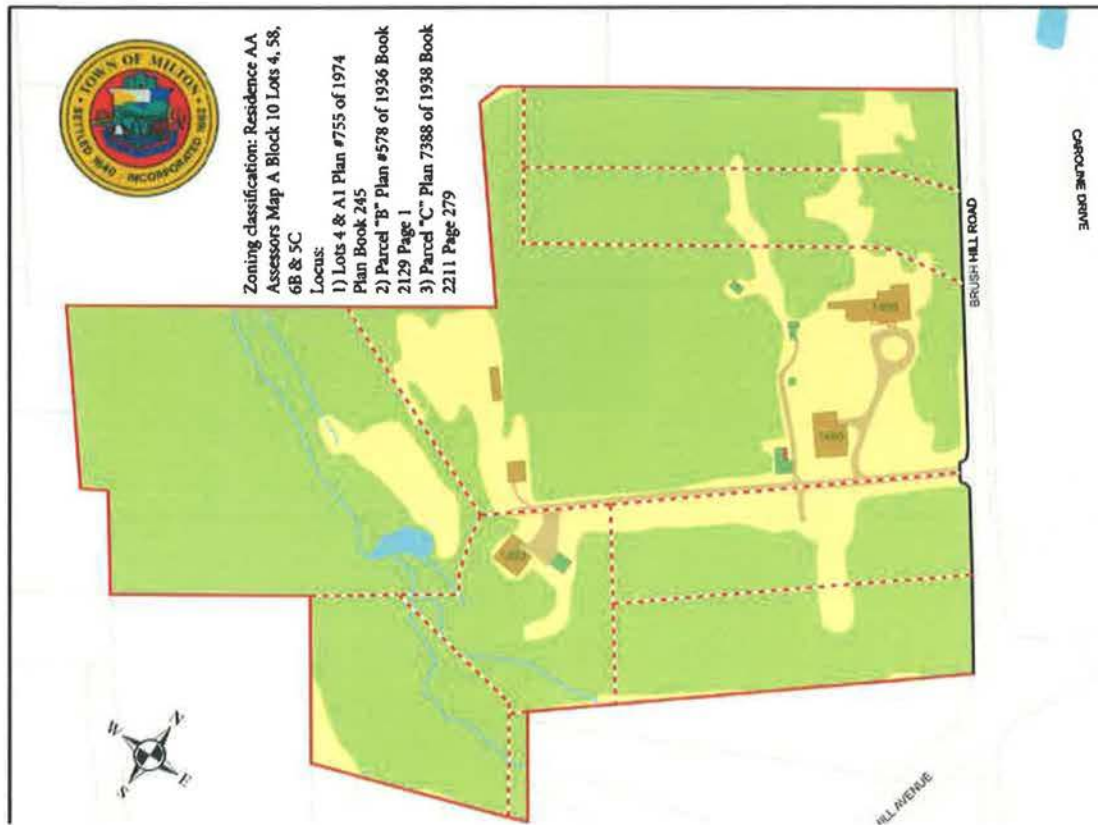 TOWN OF MILTON
SETTLED 1640 · INCORPORATED 1662
Zoning classification: Residence AA
Assessors Map A Block 10 Lots 4, 58,
6B & 5C
Locus:
1) Lots 4 & A1 Plan #755 of 1974
Plan Book 245
2) Parcel "B" Plan #578 of 1936 Book
2129 Page 1
3) Parcel "C" Plan 7388 of 1938 Book
2211 Page 279
CAROLINE DRIVE
BRUSH HILL ROAD
HILL AVENUE
W
N
S
E